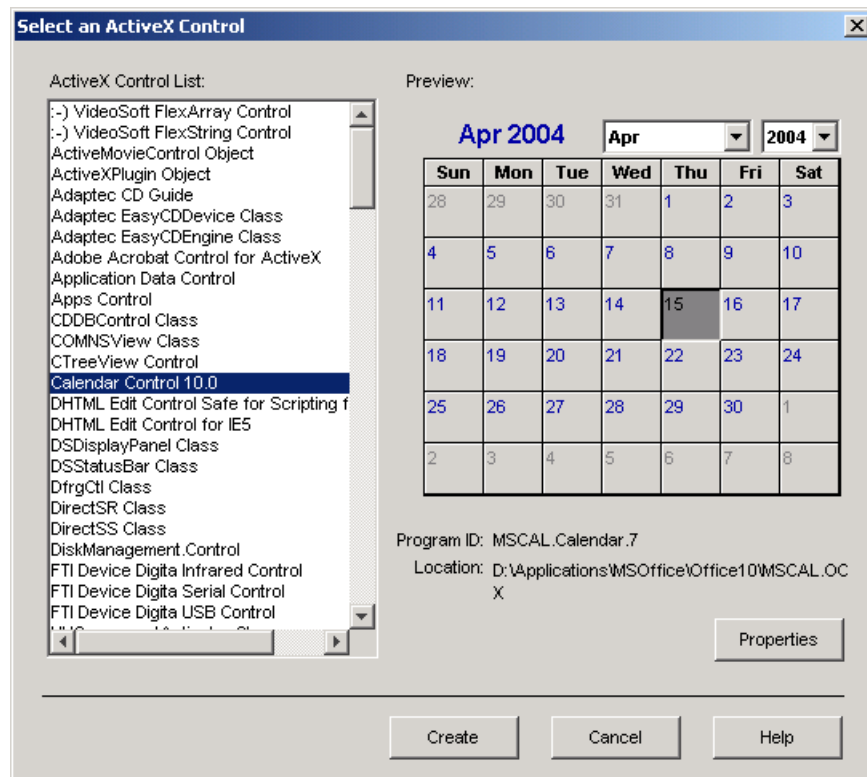 Select an ActiveX Control
ActiveX Control List:
:-) VideoSoft FlexArray Control
:-) VideoSoft FlexString Control
ActiveMovieControl Object
ActiveXPlugin Object
Adaptec CD Guide
Adaptec EasyCDDevice Class
Adaptec EasyCDEngine Class
Adobe Acrobat Control for ActiveX
Application Data Control
Apps Control
CDDBControl Class
COMNSView Class
CTreeView Control
Calendar Control 10.0
DHTML Edit Control Safe for Scripting f
DHTML Edit Control for IE5
DSDisplayPanel Class
DSStatusBar Class
DfrgCtl Class
DirectSR Class
DirectSS Class
DiskManagement.Control
FTI Device Digita Infrared Control
FTI Device Digita Serial Control
FTI Device Digita USB Control
Preview:
Apr 2004 Apr 2004
Sun Mon Tue Wed Thu Fri Sat
28 29 30 31 1 2 3
4 5 6 7 8 9 10
11 12 13 14 15 16 17
18 19 20 21 22 23 24
25 26 27 28 29 30 1
2 3 4 5 6 7 8
Program ID: MSCAL.Calendar.7
Location: D:\Applications\MSOffice\Office10\MSCAL.OC
X
Properties
Create Cancel Help